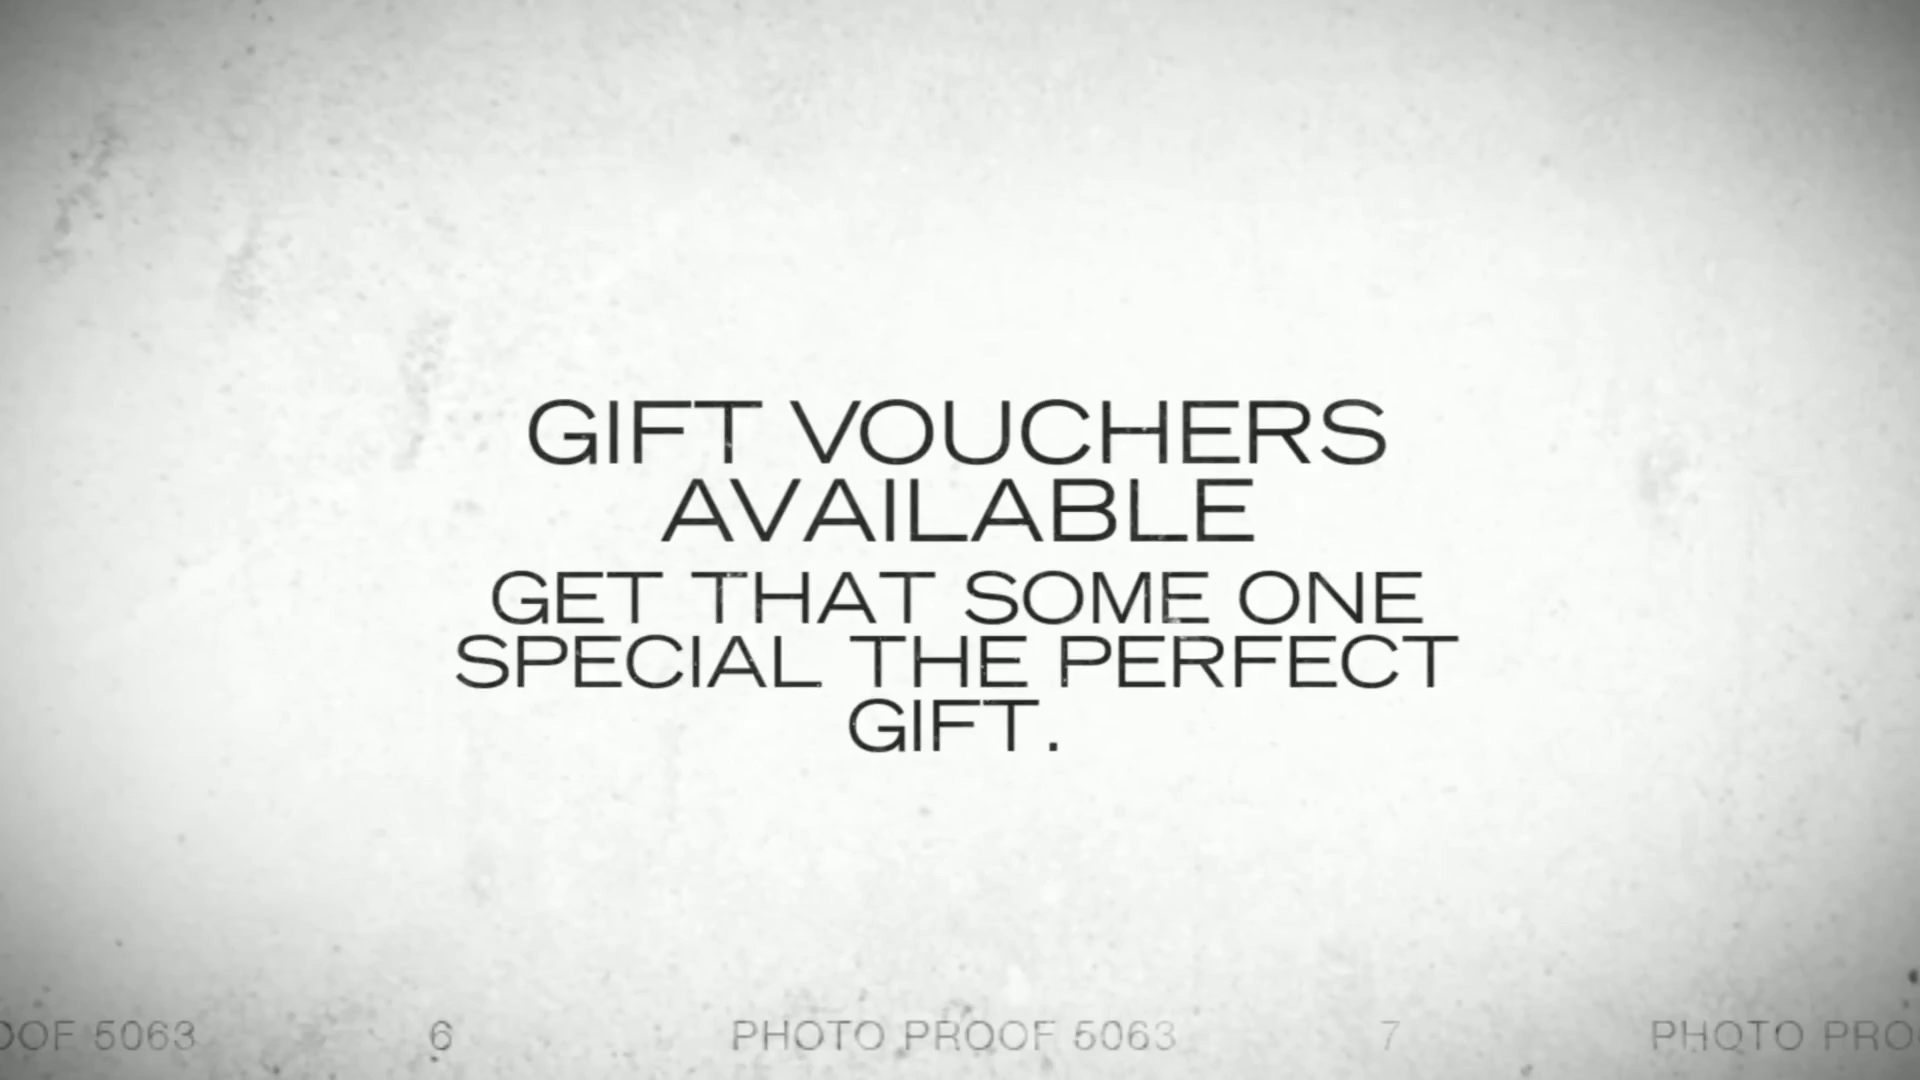 GIFT VOUCHERS
AVAILABLE
GET THAT SOME ONE
SPECIAL THE PERFECT
GIFT.
OOF 5063 6 PHOTO PROOF 5063 7 PHOTO PRO